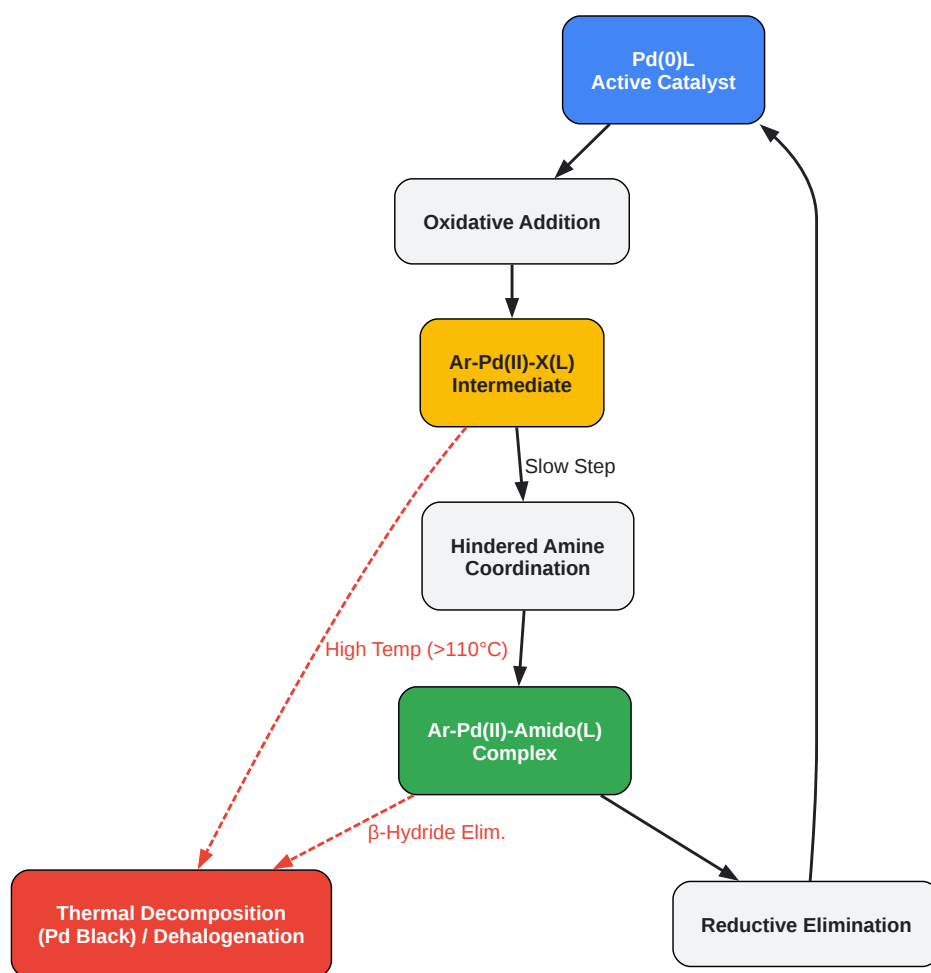 Pd(0)L
Active Catalyst
Oxidative Addition
Ar-Pd(II)-X(L)
Intermediate
Slow Step
Hindered Amine
Coordination
High Temp (>110°C)
Ar-Pd(II)-Amido(L)
Complex
β-Hydride Elim.
Thermal Decomposition
(Pd Black) / Dehalogenation
Reductive Elimination